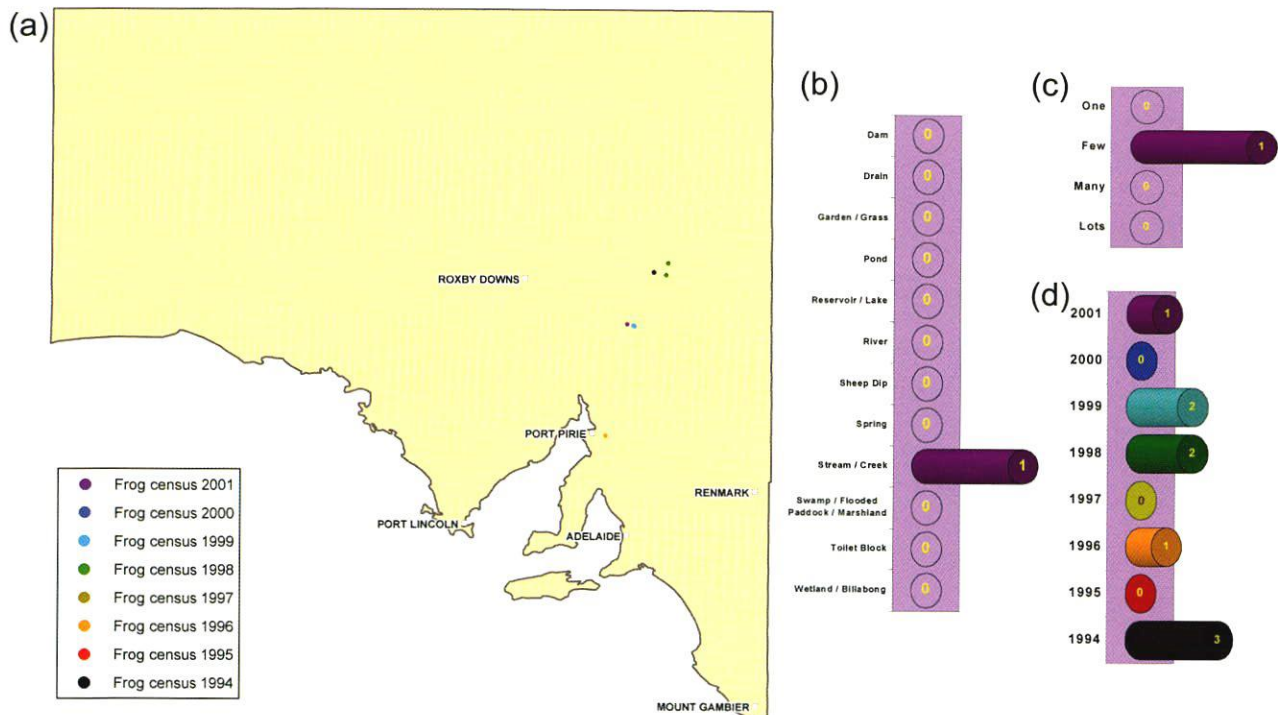 (a)
ROXBY DOWNS
PORT PIRIE
RENMARK
PORT LINCOLN
ADELAIDE
MOUNT GAMBIER
Frog census 2001
Frog census 2000
Frog census 1999
Frog census 1998
Frog census 1997
Frog census 1996
Frog census 1995
Frog census 1994
(b)
Dam 0
Drain 0
Garden / Grass 0
Pond 0
Reservoir / Lake 0
River 0
Sheep Dip 0
Spring 0
Stream / Creek 1
Swamp / Flooded
Paddock / Marshland 0
Toilet Block 0
Wetland / Billabong 0
(c)
One 0
Few 1
Many 0
Lots 0
(d)
2001 1
2000 0
1999 2
1998 2
1997 0
1996 1
1995 0
1994 3